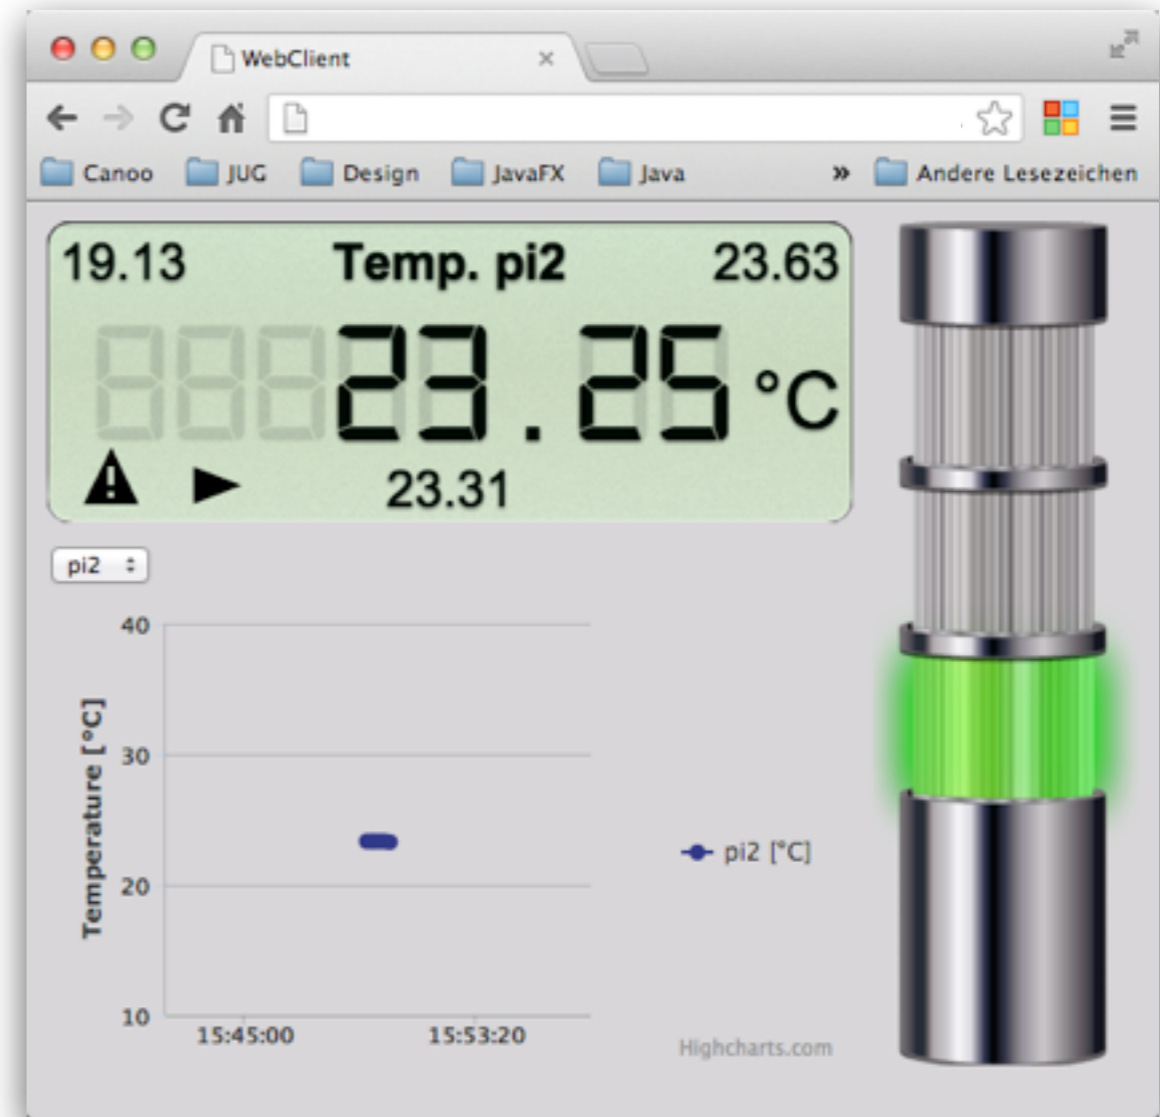 WebClient
Canoo JUG Design JavaFX Java » Andere Lesezeichen
19.13 Temp. pi2 23.63
23.25 °C
23.31
pi2
40
30
20
10
Temperature [°C]
pi2 [°C]
15:45:00 15:53:20
Highcharts.com